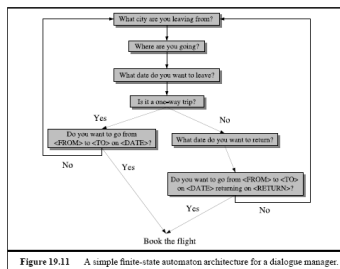 What city are you leaving from?
Where are you going?
What date do you want to leave?
Is it a one-way trip?
Yes
No
Do you want to go from
<FROM> to <TO> on <DATE>?
What date do you want to return?
No
Yes
Do you want to go from <FROM> to <TO>
on <DATE> returning on <RETURN>?
Yes
No
Book the flight
Figure 19.11 A simple finite-state automaton architecture for a dialogue manager.